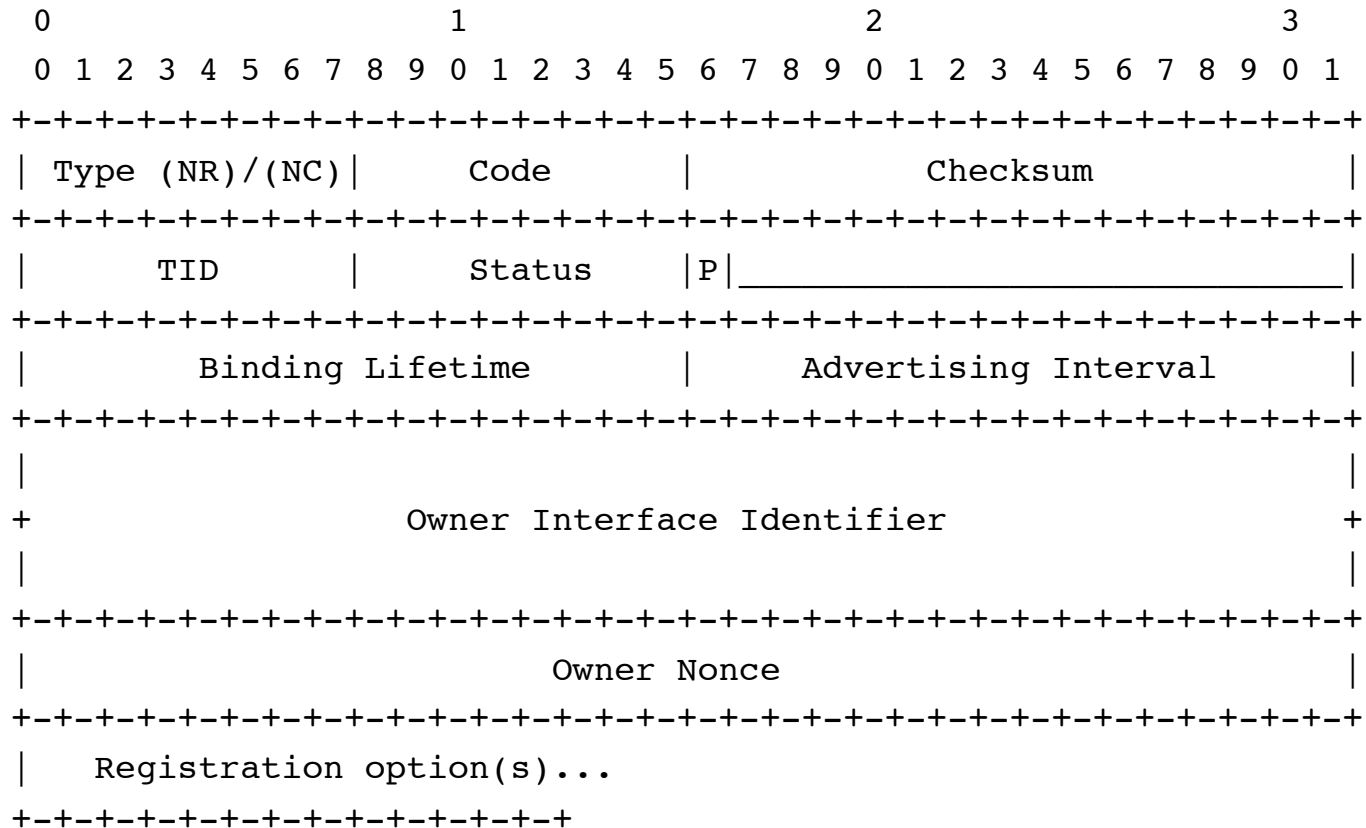 0                   1                   2                   3
 0 1 2 3 4 5 6 7 8 9 0 1 2 3 4 5 6 7 8 9 0 1 2 3 4 5 6 7 8 9 0 1
+-+-+-+-+-+-+-+-+-+-+-+-+-+-+-+-+-+-+-+-+-+-+-+-+-+-+-+-+-+-+-+-+
| Type (NR)/(NC)|     Code      |           Checksum            |
+-+-+-+-+-+-+-+-+-+-+-+-+-+-+-+-+-+-+-+-+-+-+-+-+-+-+-+-+-+-+-+-+
|      TID      |     Status    |P|_____________________________|
+-+-+-+-+-+-+-+-+-+-+-+-+-+-+-+-+-+-+-+-+-+-+-+-+-+-+-+-+-+-+-+-+
|        Binding Lifetime       |     Advertising Interval      |
+-+-+-+-+-+-+-+-+-+-+-+-+-+-+-+-+-+-+-+-+-+-+-+-+-+-+-+-+-+-+-+-+
|                                                               |
+                  Owner Interface Identifier                   +
|                                                               |
+-+-+-+-+-+-+-+-+-+-+-+-+-+-+-+-+-+-+-+-+-+-+-+-+-+-+-+-+-+-+-+-+
|                         Owner Nonce                           |
+-+-+-+-+-+-+-+-+-+-+-+-+-+-+-+-+-+-+-+-+-+-+-+-+-+-+-+-+-+-+-+-+
|   Registration option(s)...
+-+-+-+-+-+-+-+-+-+-+-+-+-+